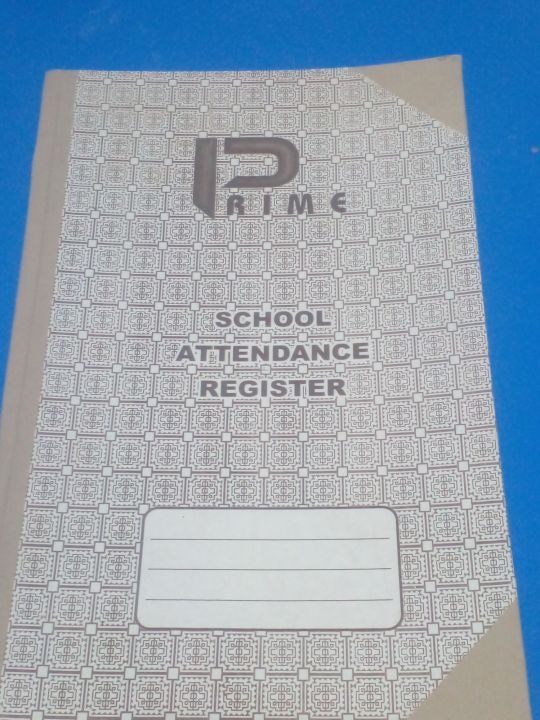 PRIME
SCHOOL
ATTENDANCE
REGISTER